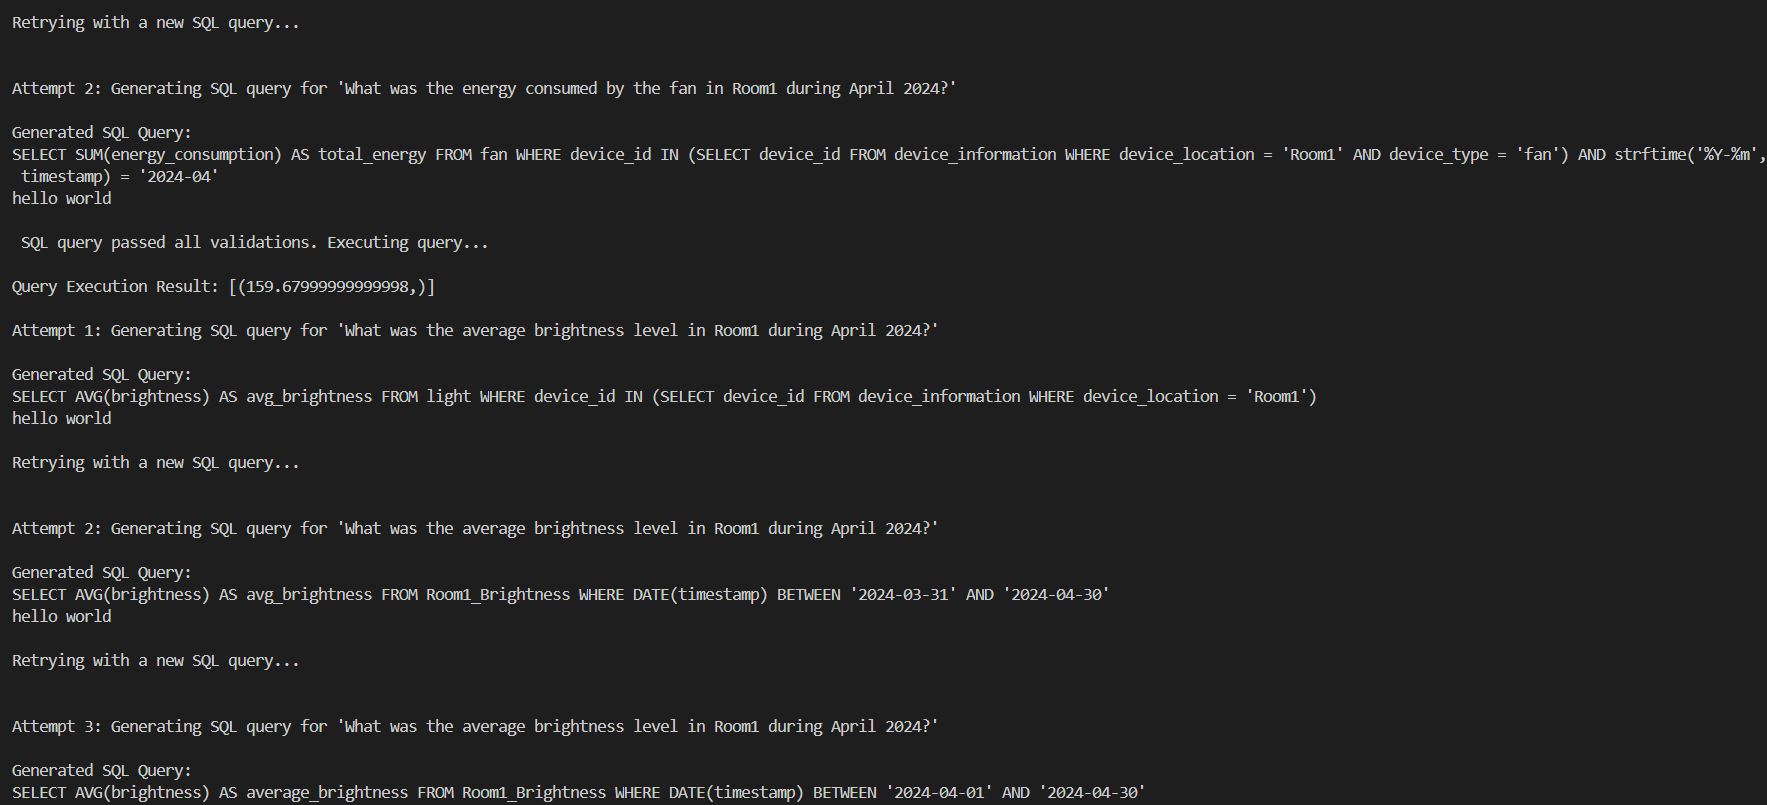 Retrying with a new SQL query...
Attempt 2: Generating SQL query for 'What was the energy consumed by the fan in Room1 during April 2024?'
Generated SQL Query:
SELECT SUM(energy_consumption) AS total_energy FROM fan WHERE device_id IN (SELECT device_id FROM device_information WHERE device_location = 'Room1' AND device_type = 'fan') AND strftime('%Y-%m',
timestamp) = '2024-04'
hello world
SQL query passed all validations. Executing query...
Query Execution Result: [(159.67999999999998,)]
Attempt 1: Generating SQL query for 'What was the average brightness level in Room1 during April 2024?'
Generated SQL Query:
SELECT AVG(brightness) AS avg_brightness FROM light WHERE device_id IN (SELECT device_id FROM device_information WHERE device_location = 'Room1')
hello world
Retrying with a new SQL query...
Attempt 2: Generating SQL query for 'What was the average brightness level in Room1 during April 2024?'
Generated SQL Query:
SELECT AVG(brightness) AS avg_brightness FROM Room1_Brightness WHERE DATE(timestamp) BETWEEN '2024-03-31' AND '2024-04-30'
hello world
Retrying with a new SQL query...
Attempt 3: Generating SQL query for 'What was the average brightness level in Room1 during April 2024?'
Generated SQL Query:
SELECT AVG(brightness) AS average_brightness FROM Room1_Brightness WHERE DATE(timestamp) BETWEEN '2024-04-01' AND '2024-04-30'